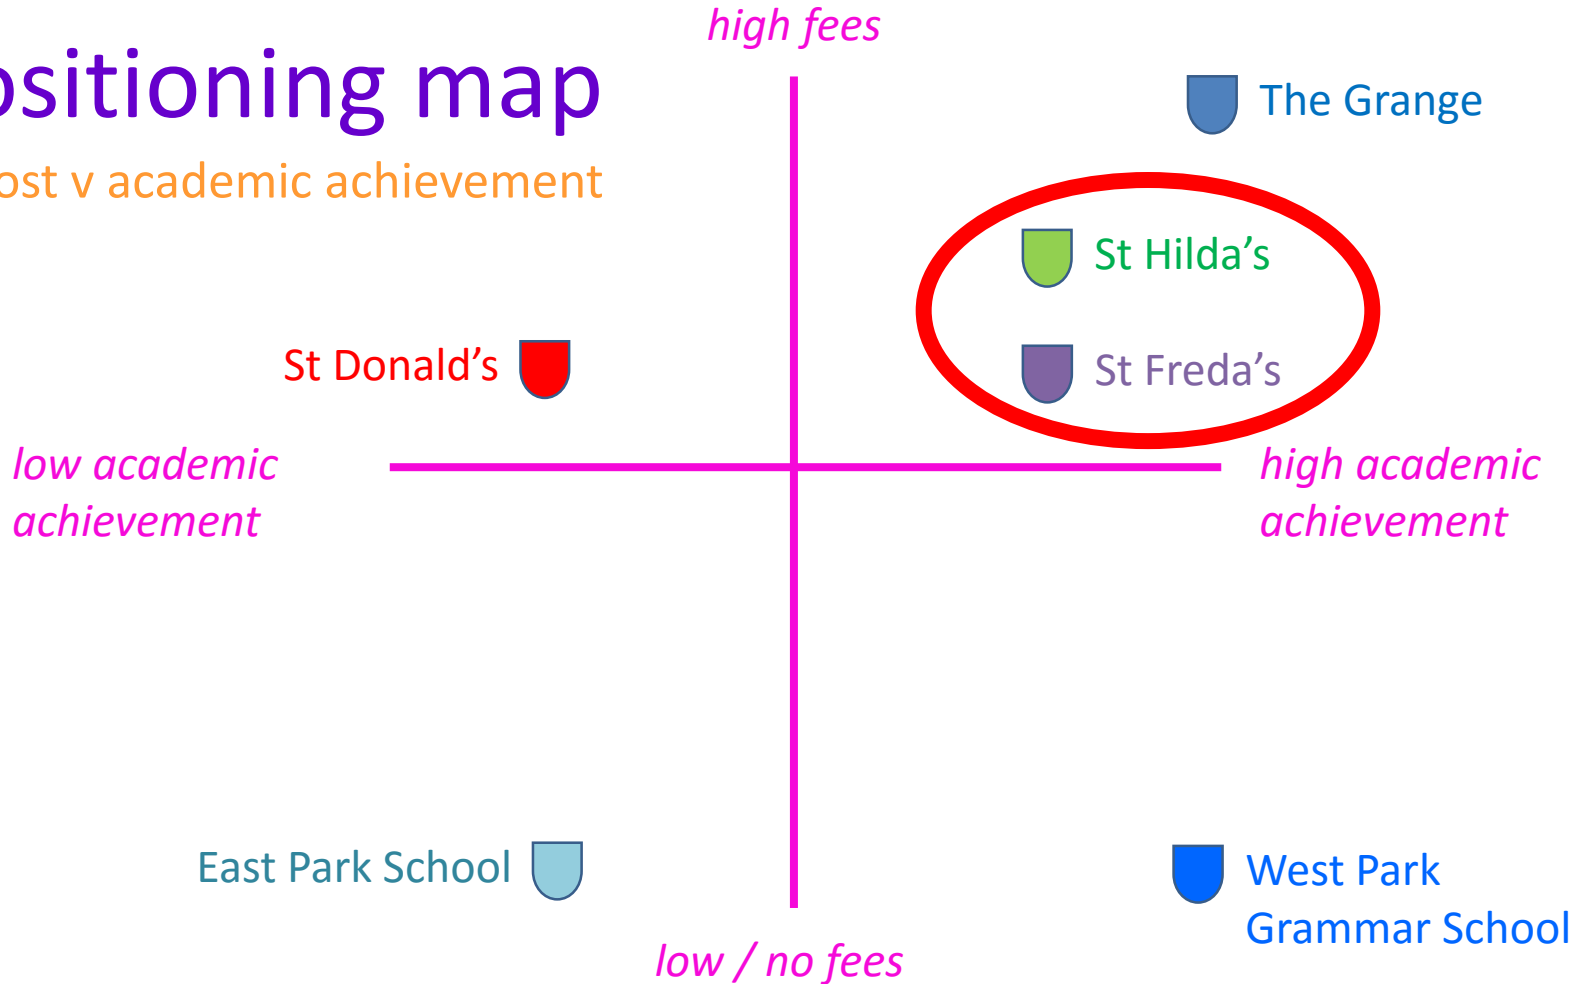 high fees
ositioning map
The Grange
ost v academic achievement
St Hilda’s
St Donald’s
St Freda’s
low academic
achievement
high academic
achievement
East Park School
West Park
Grammar School
low / no fees